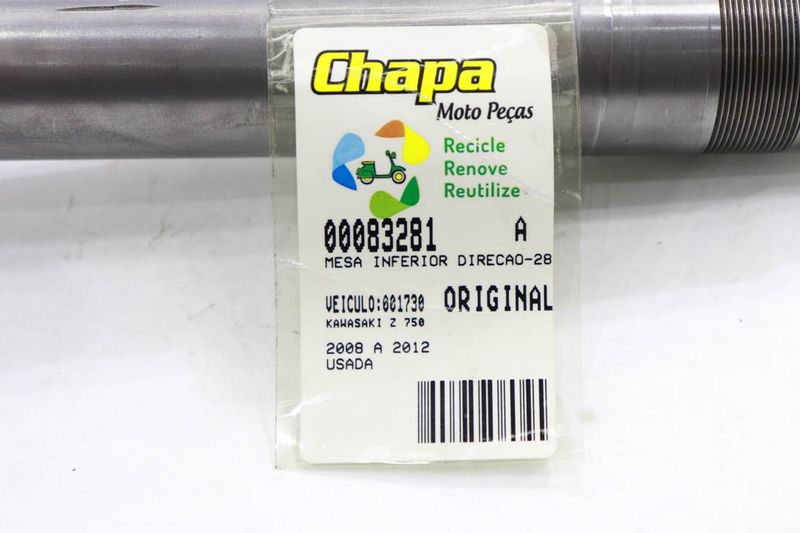 Chapa
Moto Peças
Recicle
Renove
Reutilize
00083281 A
MESA INFERIOR DIRECAO-28
VEICULO:001730 ORIGINAL
KAWASAKI Z 750
2008 A 2012
USADA